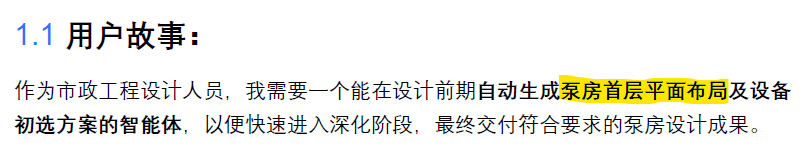 1.1 用户故事：
作为市政工程设计人员，我需要一个能在设计前期自动生成泵房首层平面布局及设备
初选方案的智能体，以便快速进入深化阶段，最终交付符合要求的泵房设计成果。